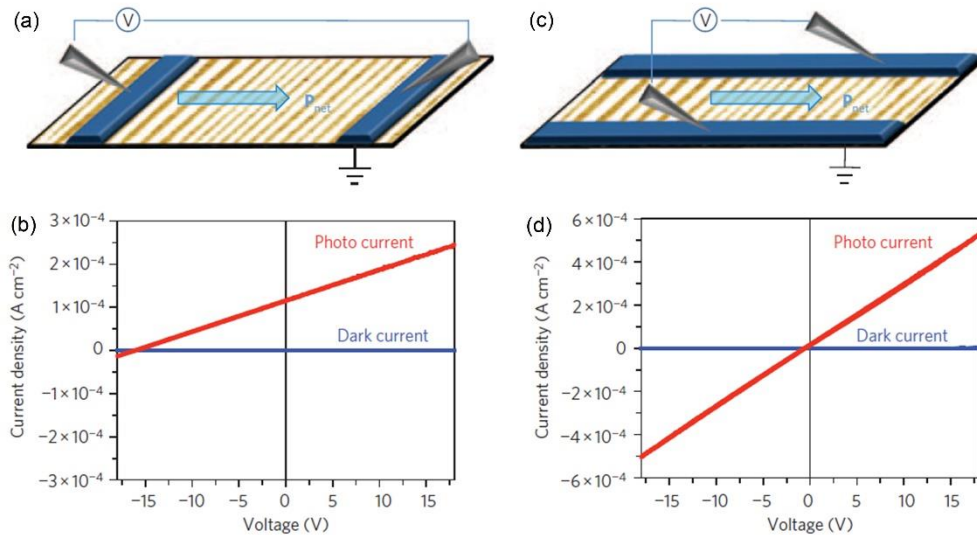 (a)
V
P net
(b)
3×10⁻⁴
2×10⁻⁴
1×10⁻⁴
0
−1×10⁻⁴
−2×10⁻⁴
−3×10⁻⁴
Current density (A cm⁻²)
Photo current
Dark current
−15 −10 −5 0 5 10 15
Voltage (V)
(c)
V
P net
(d)
6×10⁻⁴
4×10⁻⁴
2×10⁻⁴
0
−2×10⁻⁴
−4×10⁻⁴
−6×10⁻⁴
Current density (A cm⁻²)
Photo current
Dark current
−15 −10 −5 0 5 10 15
Voltage (V)